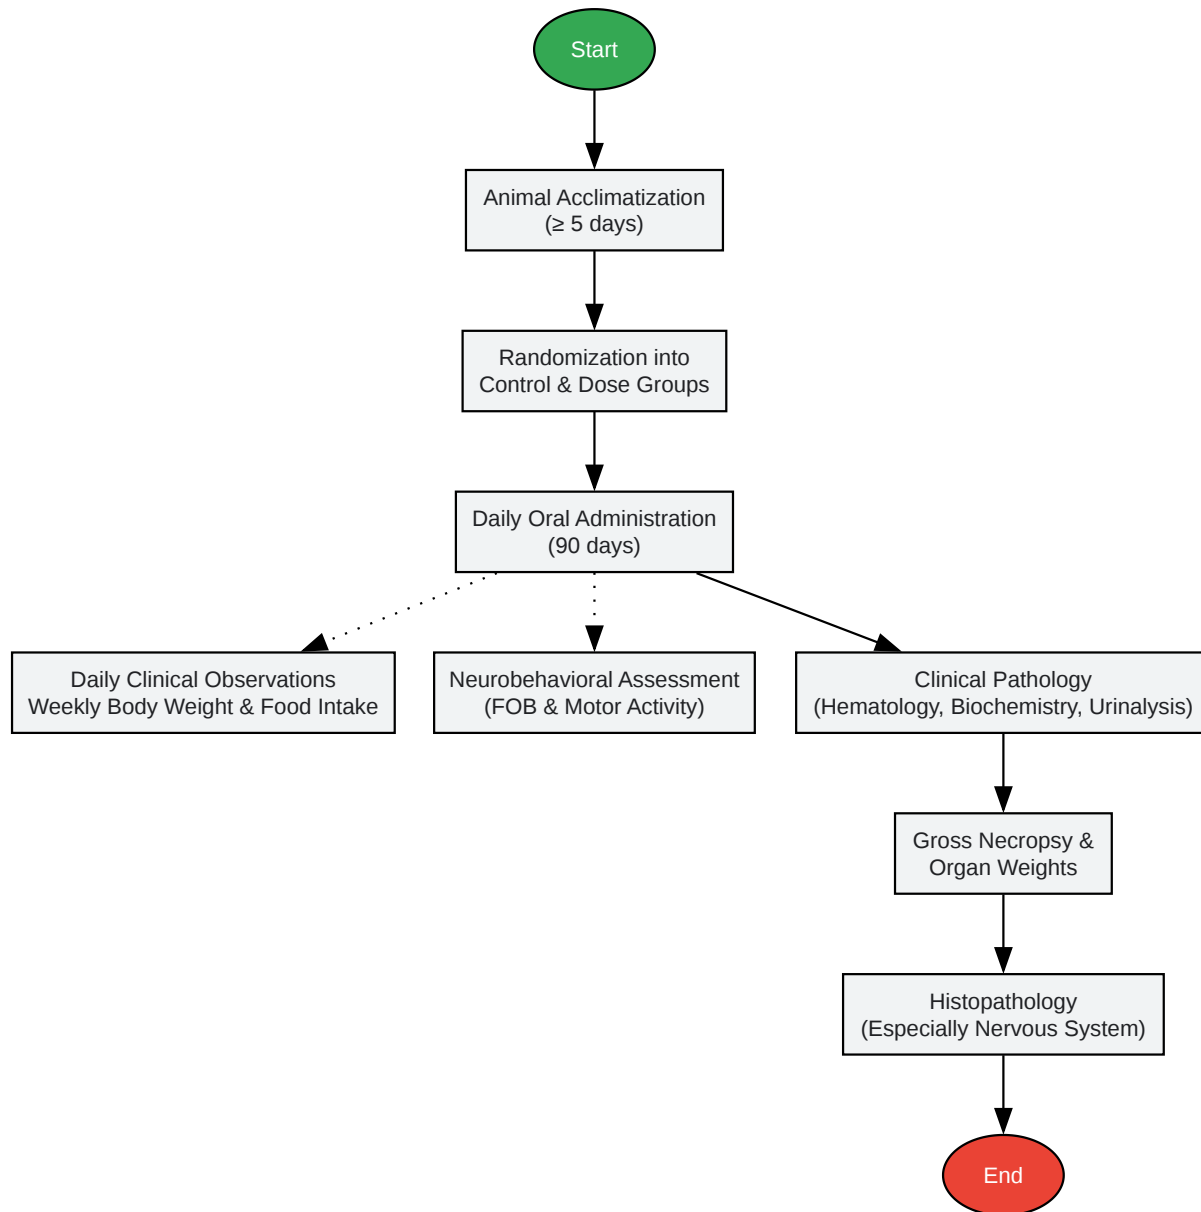 Start
Animal Acclimatization
(≥ 5 days)
Randomization into
Control & Dose Groups
Daily Oral Administration
(90 days)
Daily Clinical Observations
Weekly Body Weight & Food Intake
Neurobehavioral Assessment
(FOB & Motor Activity)
Clinical Pathology
(Hematology, Biochemistry, Urinalysis)
Gross Necropsy &
Organ Weights
Histopathology
(Especially Nervous System)
End